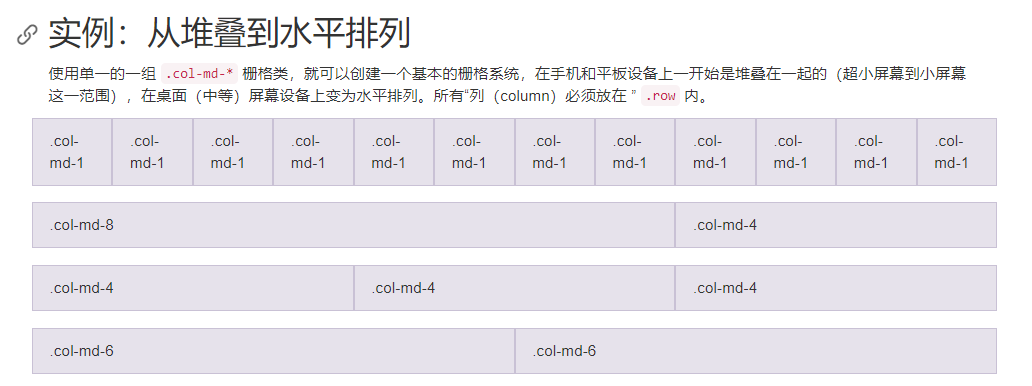 实例：从堆叠到水平排列
使用单一的一组 .col-md-* 栅格类，就可以创建一个基本的栅格系统，在手机和平板设备上一开始是堆叠在一起的（超小屏幕到小屏幕
这一范围），在桌面（中等）屏幕设备上变为水平排列。所有“列（column）必须放在 ” .row 内。
.col- .col- .col- .col- .col- .col- .col- .col- .col- .col- .col- .col-
md-1 md-1 md-1 md-1 md-1 md-1 md-1 md-1 md-1 md-1 md-1 md-1
.col-md-8 .col-md-4
.col-md-4 .col-md-4 .col-md-4
.col-md-6 .col-md-6